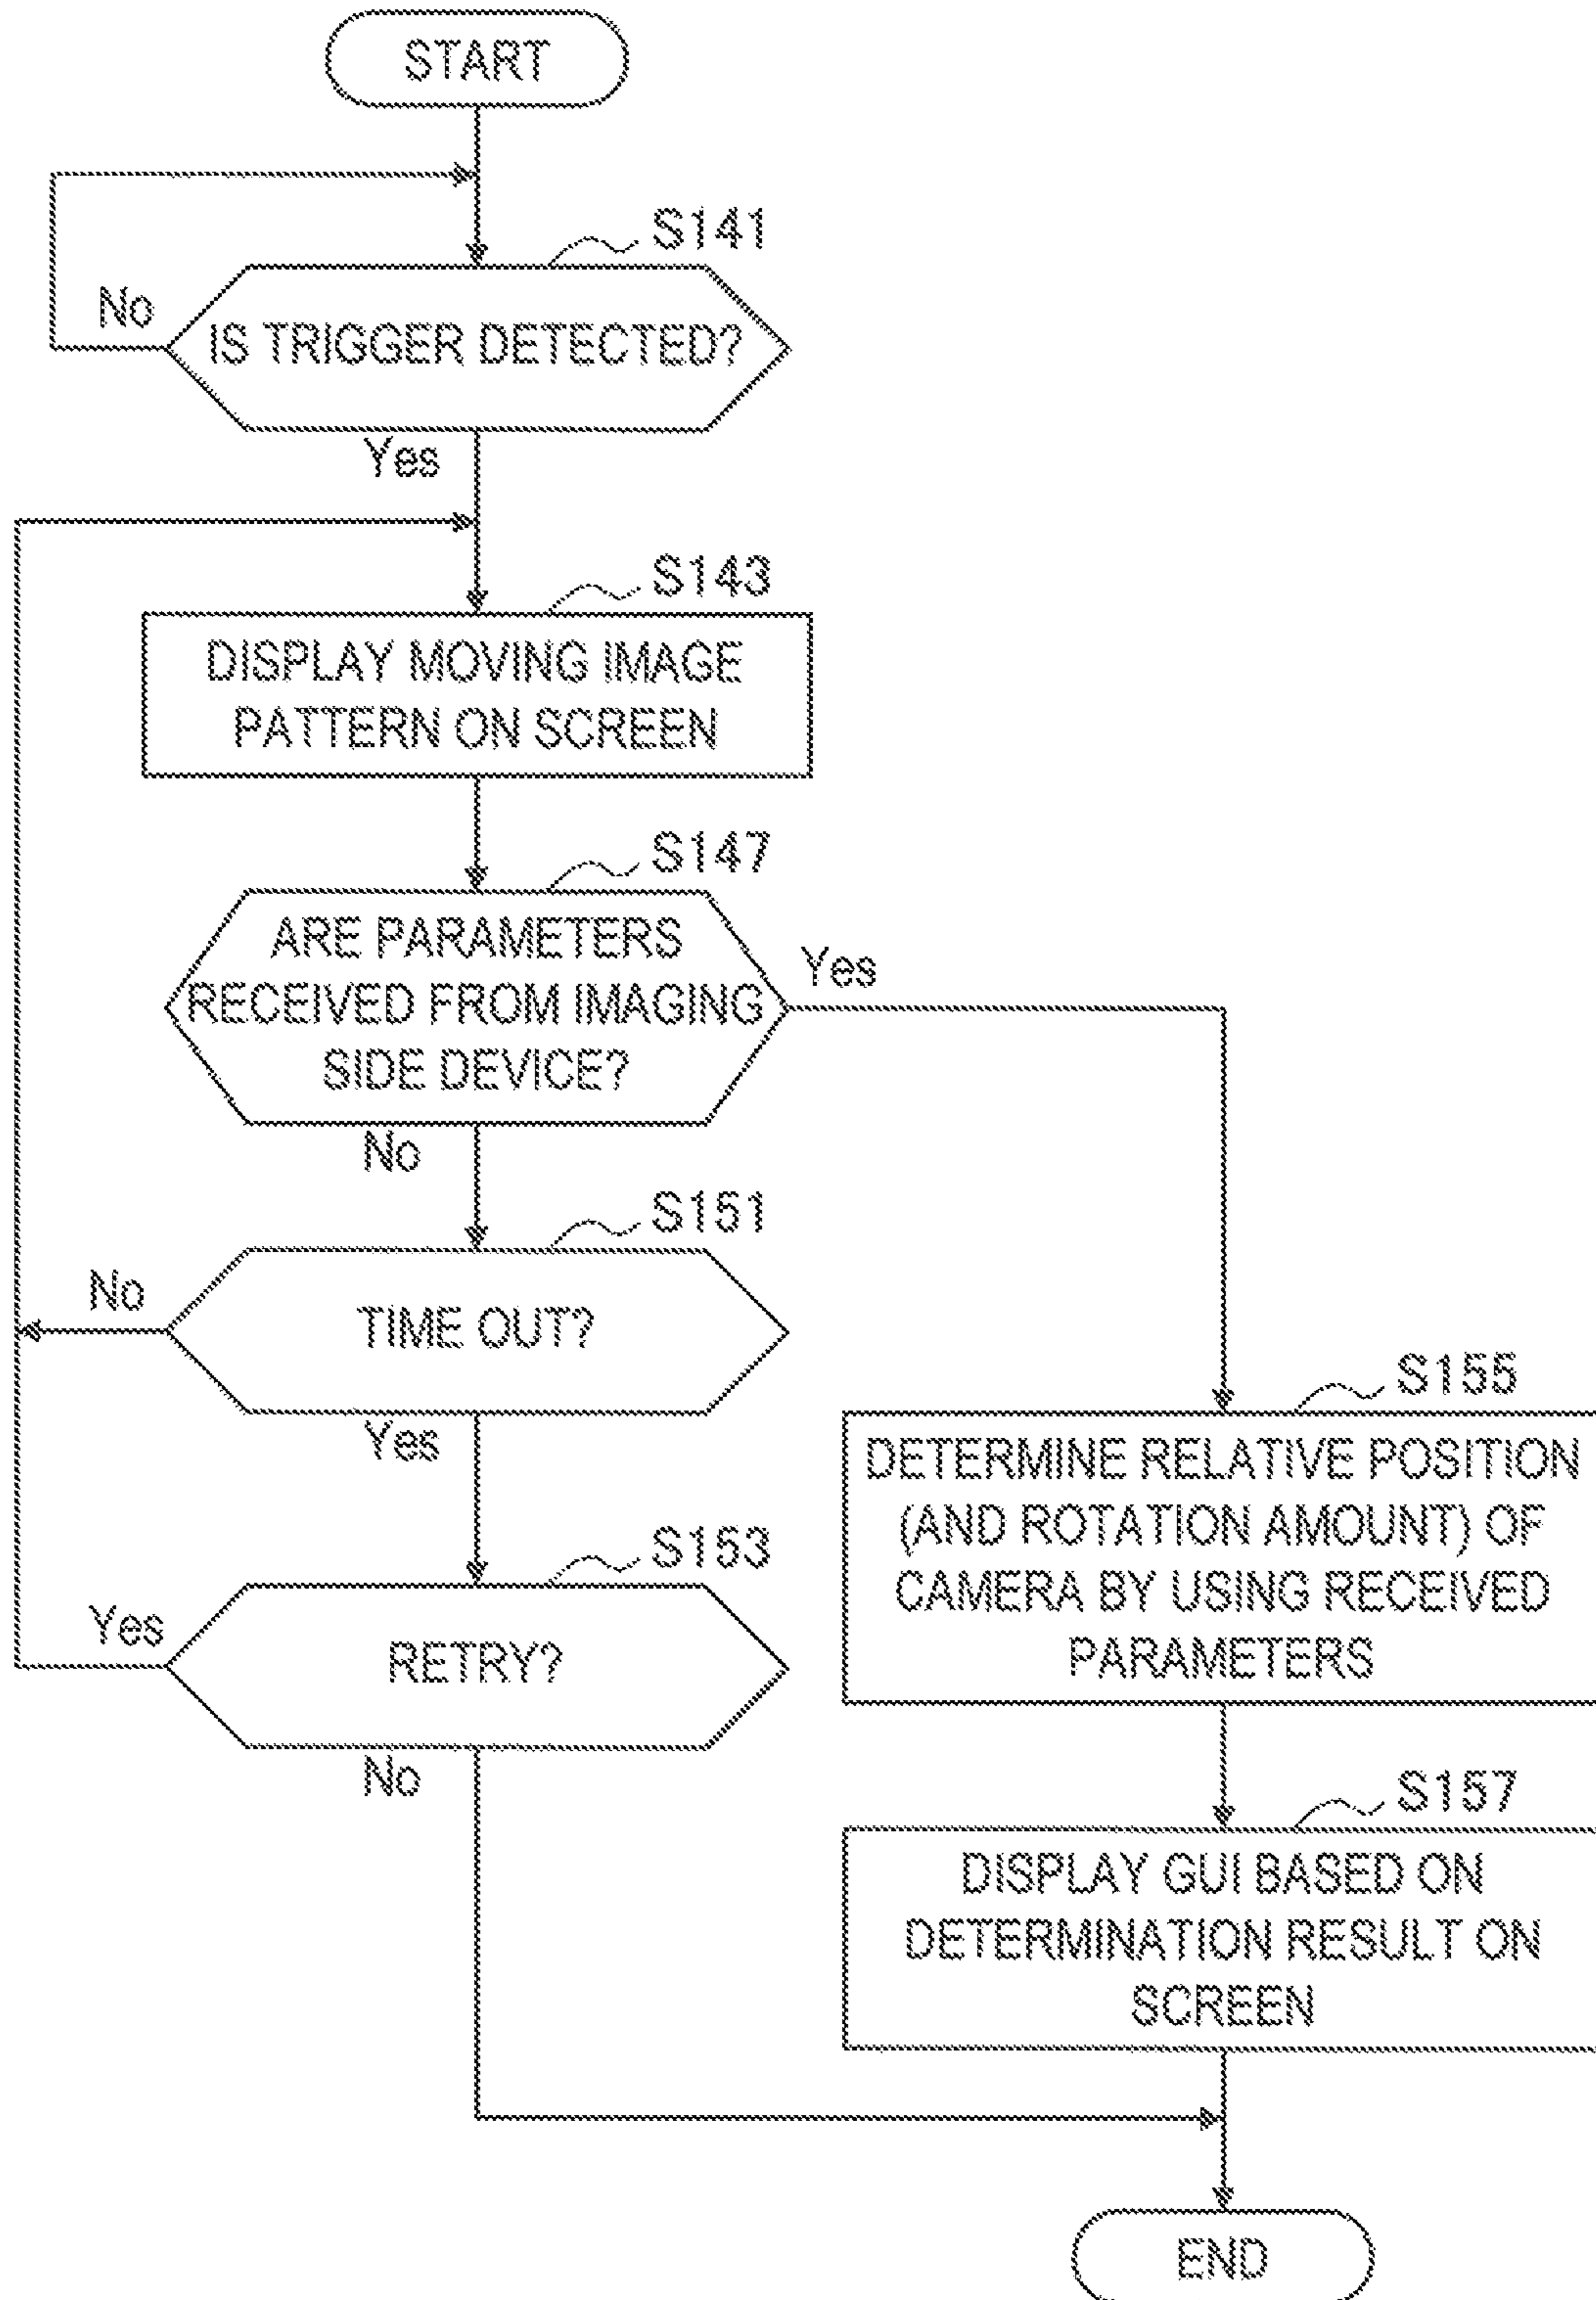 START
S141
No
IS TRIGGER DETECTED?
Yes
S143
DISPLAY MOVING IMAGE
PATTERN ON SCREEN
S147
ARE PARAMETERS
RECEIVED FROM IMAGING
SIDE DEVICE?
Yes
No
S151
No
TIME OUT?
Yes
S153
Yes
RETRY?
No
S155
DETERMINE RELATIVE POSITION
(AND ROTATION AMOUNT) OF
CAMERA BY USING RECEIVED
PARAMETERS
S157
DISPLAY GUI BASED ON
DETERMINATION RESULT ON
SCREEN
END